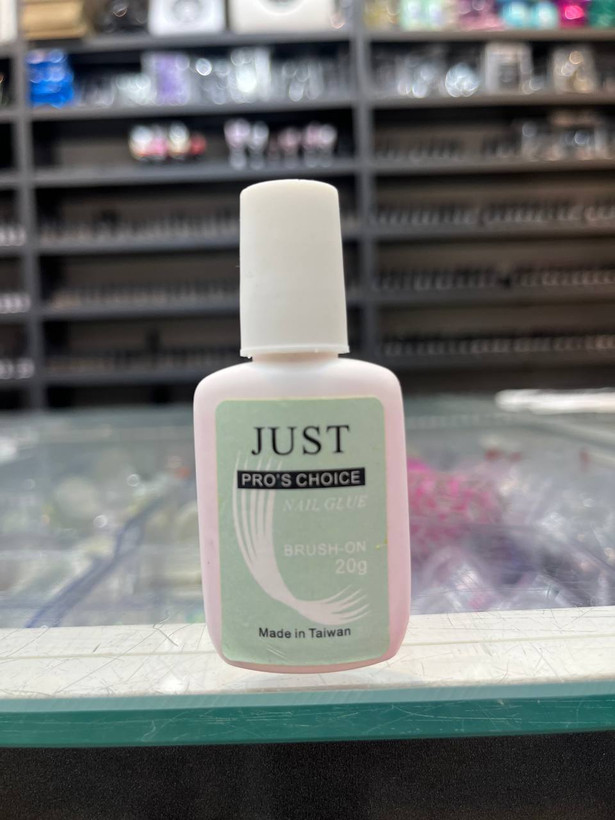 JUST
PRO'S CHOICE
NAIL GLUE
BRUSH-ON
20g
Made in Taiwan